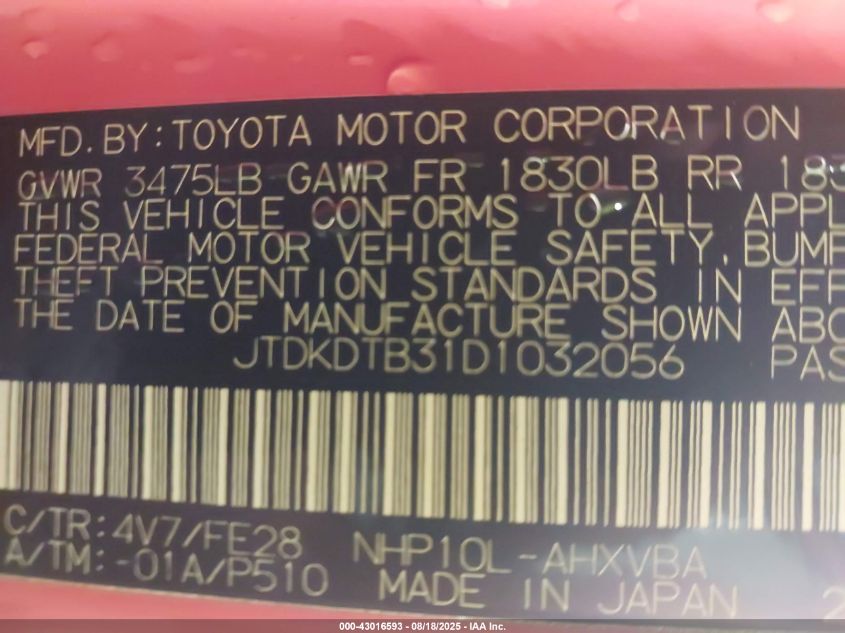 MFD.BY:TOYOTA MOTOR CORPORATION
GVWR 3475LB GAWR FR 1830LB RR 183
THIS VEHICLE CONFORMS TO ALL APPL
FEDERAL MOTOR VEHICLE SAFETY,BUMP
THEFT PREVENTION STANDARDS IN EFF
THE DATE OF MANUFACTURE SHOWN ABO
JTDKDTB31D1032056 PAS
C/TR:4V7/FE28 NHP10L-AHXVBA
A/TM:-01A/P510 MADE IN JAPAN 2
000-43016593 - 08/18/2025 - IAA Inc.